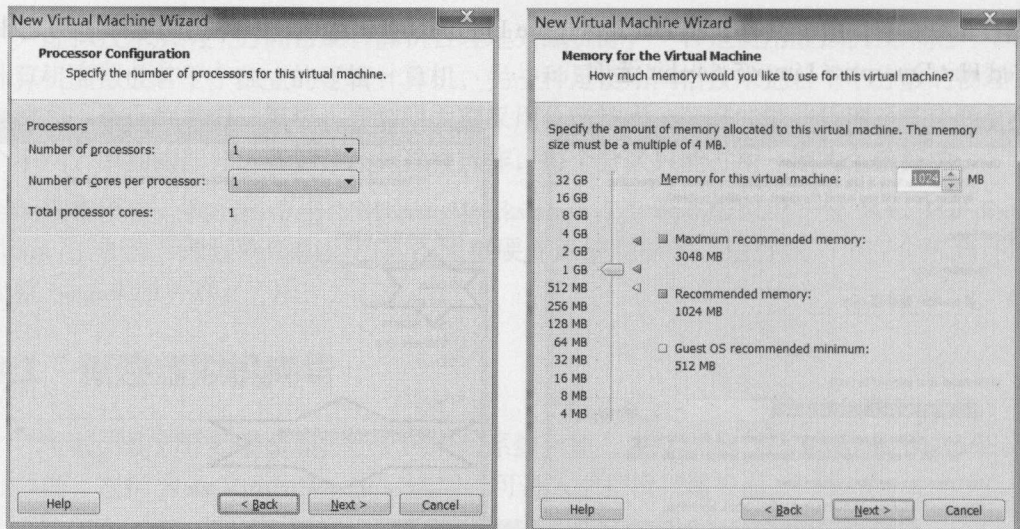 New Virtual Machine Wizard
Processor Configuration
Specify the number of processors for this virtual machine.
Processors
Number of processors:
1
Number of cores per processor:
1
Total processor cores:
1
Help
< Back
Next >
Cancel
New Virtual Machine Wizard
Memory for the Virtual Machine
How much memory would you like to use for this virtual machine?
Specify the amount of memory allocated to this virtual machine. The memory
size must be a multiple of 4 MB.
Memory for this virtual machine:
1024
MB
32 GB
16 GB
8 GB
4 GB
2 GB
1 GB
512 MB
256 MB
128 MB
64 MB
32 MB
16 MB
8 MB
4 MB
Maximum recommended memory:
3048 MB
Recommended memory:
1024 MB
Guest OS recommended minimum:
512 MB
Help
< Back
Next >
Cancel